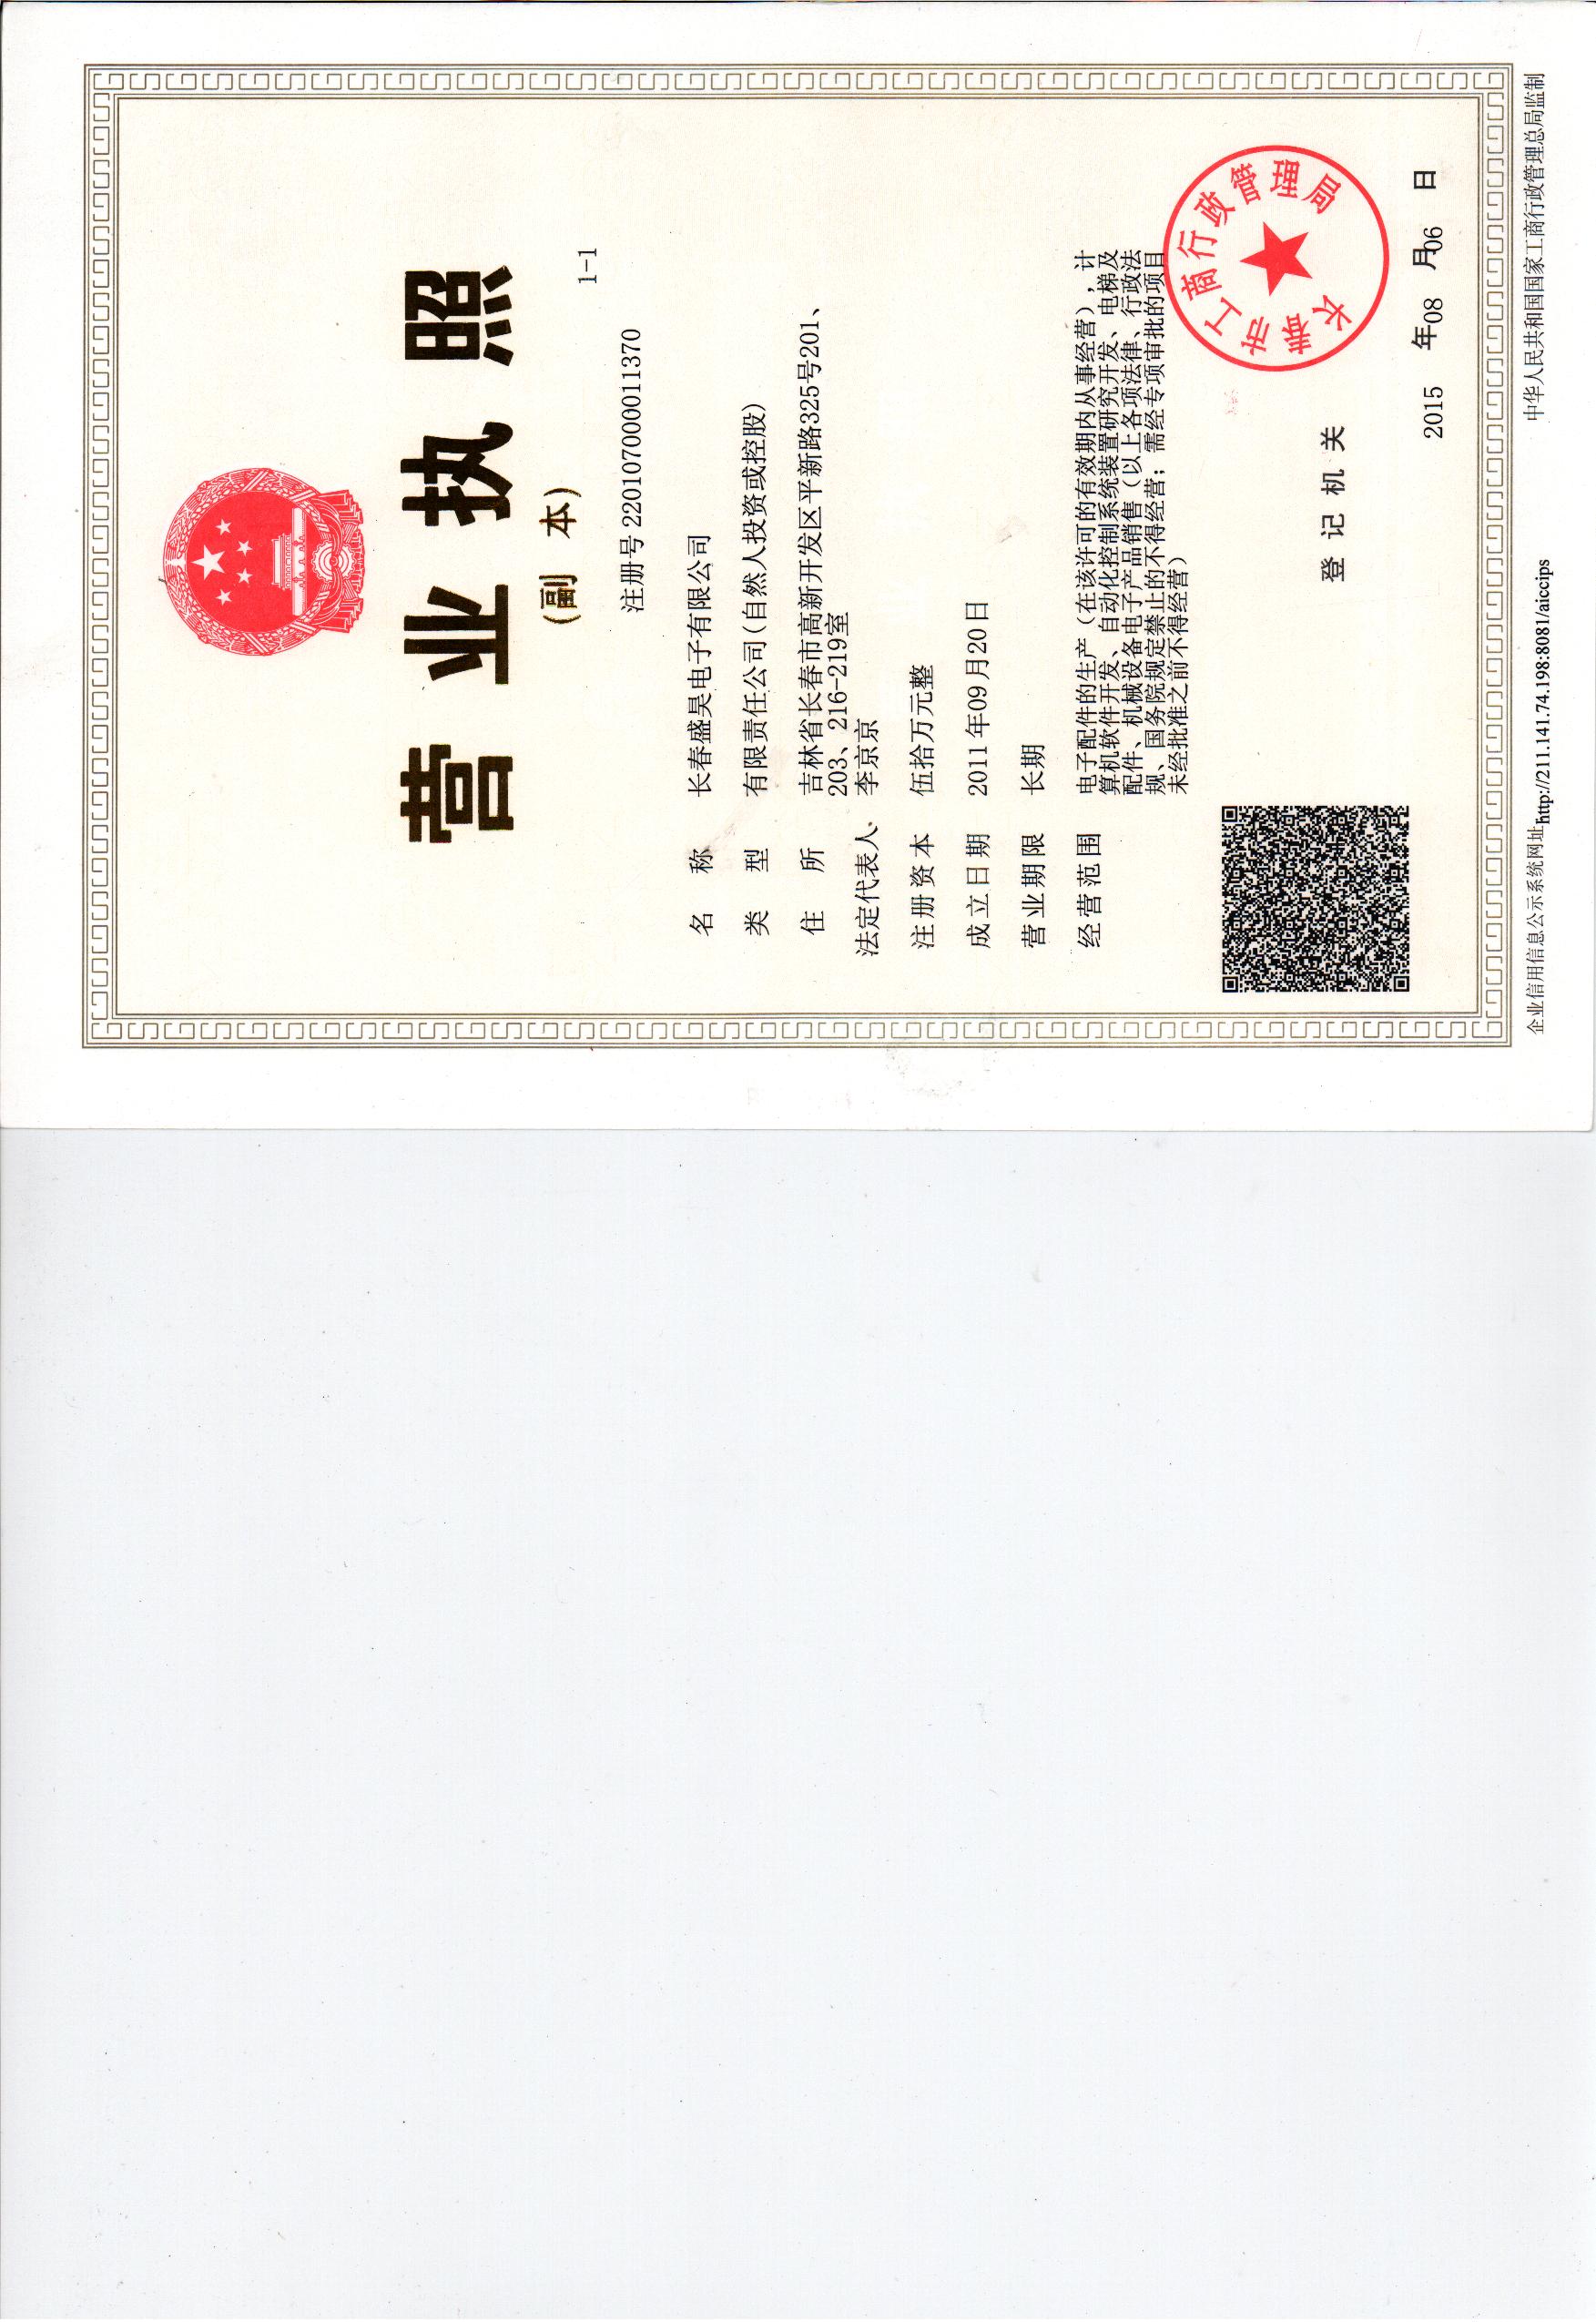 营业执照
(副 本)
1-1
注册号 220107000011370
名 称 长春盛昊电子有限公司
类 型 有限责任公司(自然人投资或控股)
住 所 吉林省长春市高新开发区平新路325号201、
203、216-219室
法定代表人 李京京
注册资本 伍拾万元整
成立日期 2011年09月20日
营业期限 长期
经营范围 电子配件的生产(在该许可的有效期内从事经营),计
算机软件开发、自动化控制系统装置研究开发、电梯及
配件、机械设备电子产品销售(以上各项法律、行政法
规、国务院规定禁止的不得经营;需经专项审批的项目
未经批准之前不得经营)
长春市工商行政管理局
登记机关
2015 年08 月06 日
企业信用信息公示系统网址http://211.141.74.198:8081/aiccips
中华人民共和国国家工商行政管理总局监制